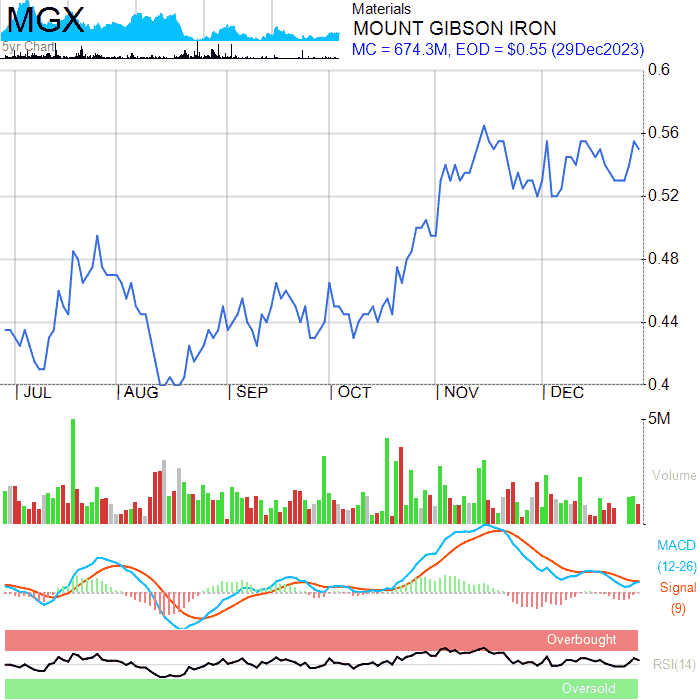 MGX
5yr Chart
Materials
MOUNT GIBSON IRON
MC = 674.3M, EOD = $0.55 (29Dec2023)
0.6
0.56
0.52
0.48
0.44
0.4
JUL AUG SEP OCT NOV DEC
5M
Volume
MACD
(12-26)
Signal
(9)
Overbought
RSI(14)
Oversold